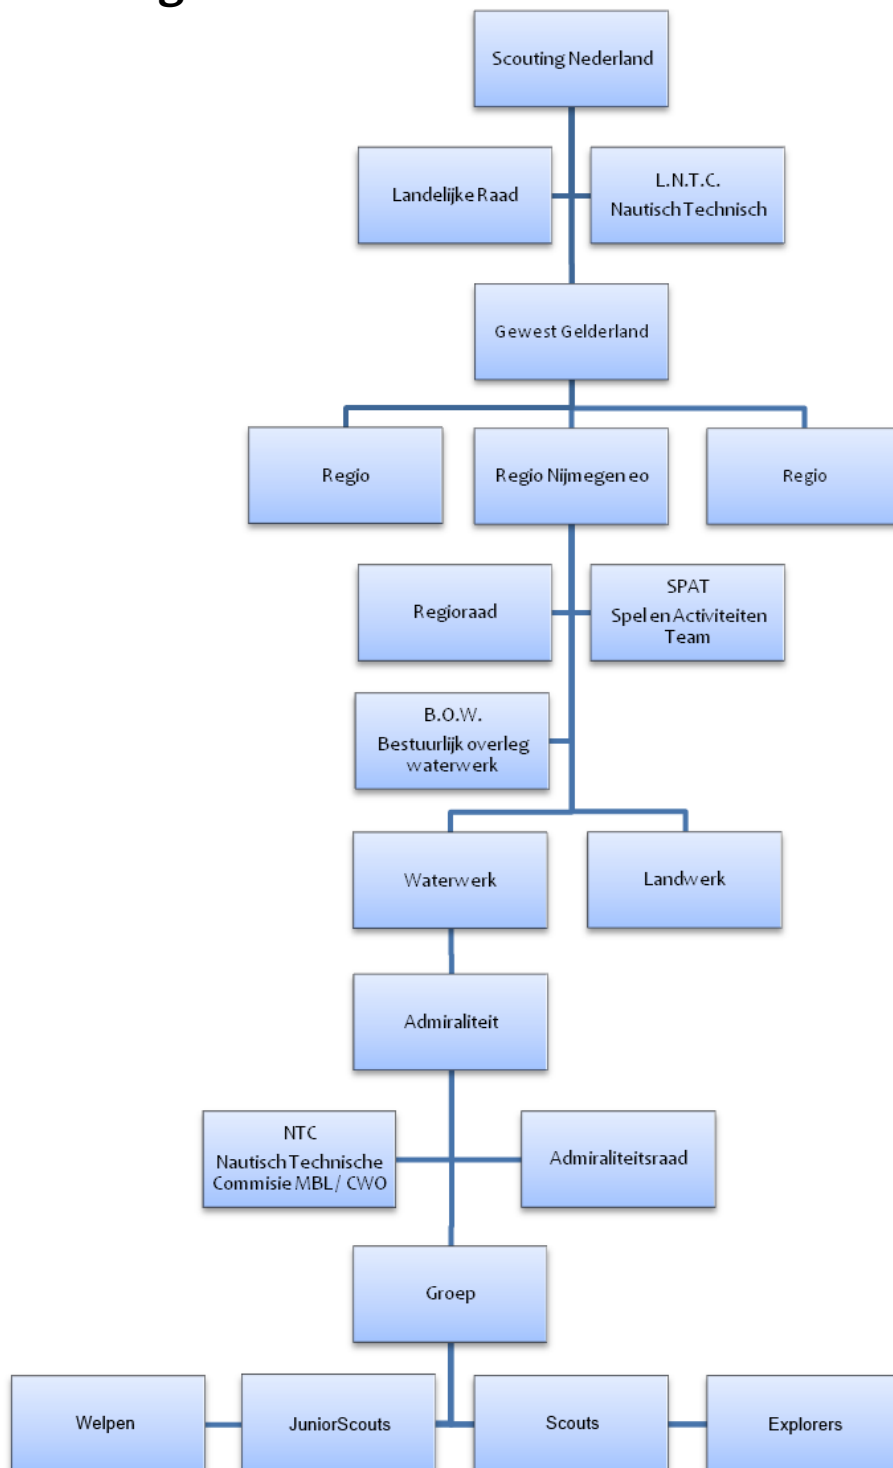 Scouting Nederland
Landelijke Raad
L.N.T.C.
Nautisch Technisch
Gewest Gelderland
Regio
Regio Nijmegen eo
Regio
Regioraad
SPAT
Spel en Activiteiten
Team
B.O.W.
Bestuurlijk overleg
waterwerk
Waterwerk
Landwerk
Admiraliteit
NTC
Nautisch Technische
Commisie MBL / CWO
Admiraliteitsraad
Groep
Welpen
JuniorScouts
Scouts
Explorers